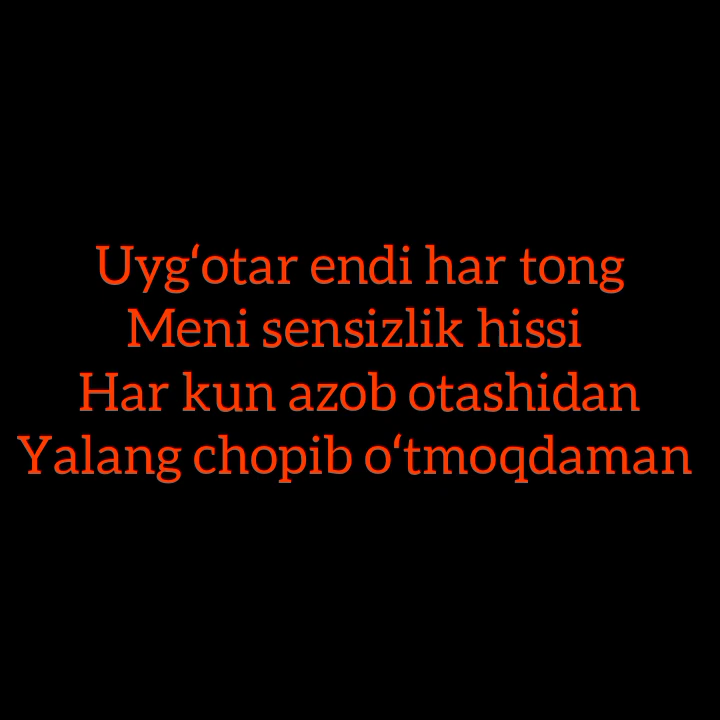 Uyg‘otar endi har tong
Meni sensizlik hissi
Har kun azob otashidan
Yalang chopib o‘tmoqdaman